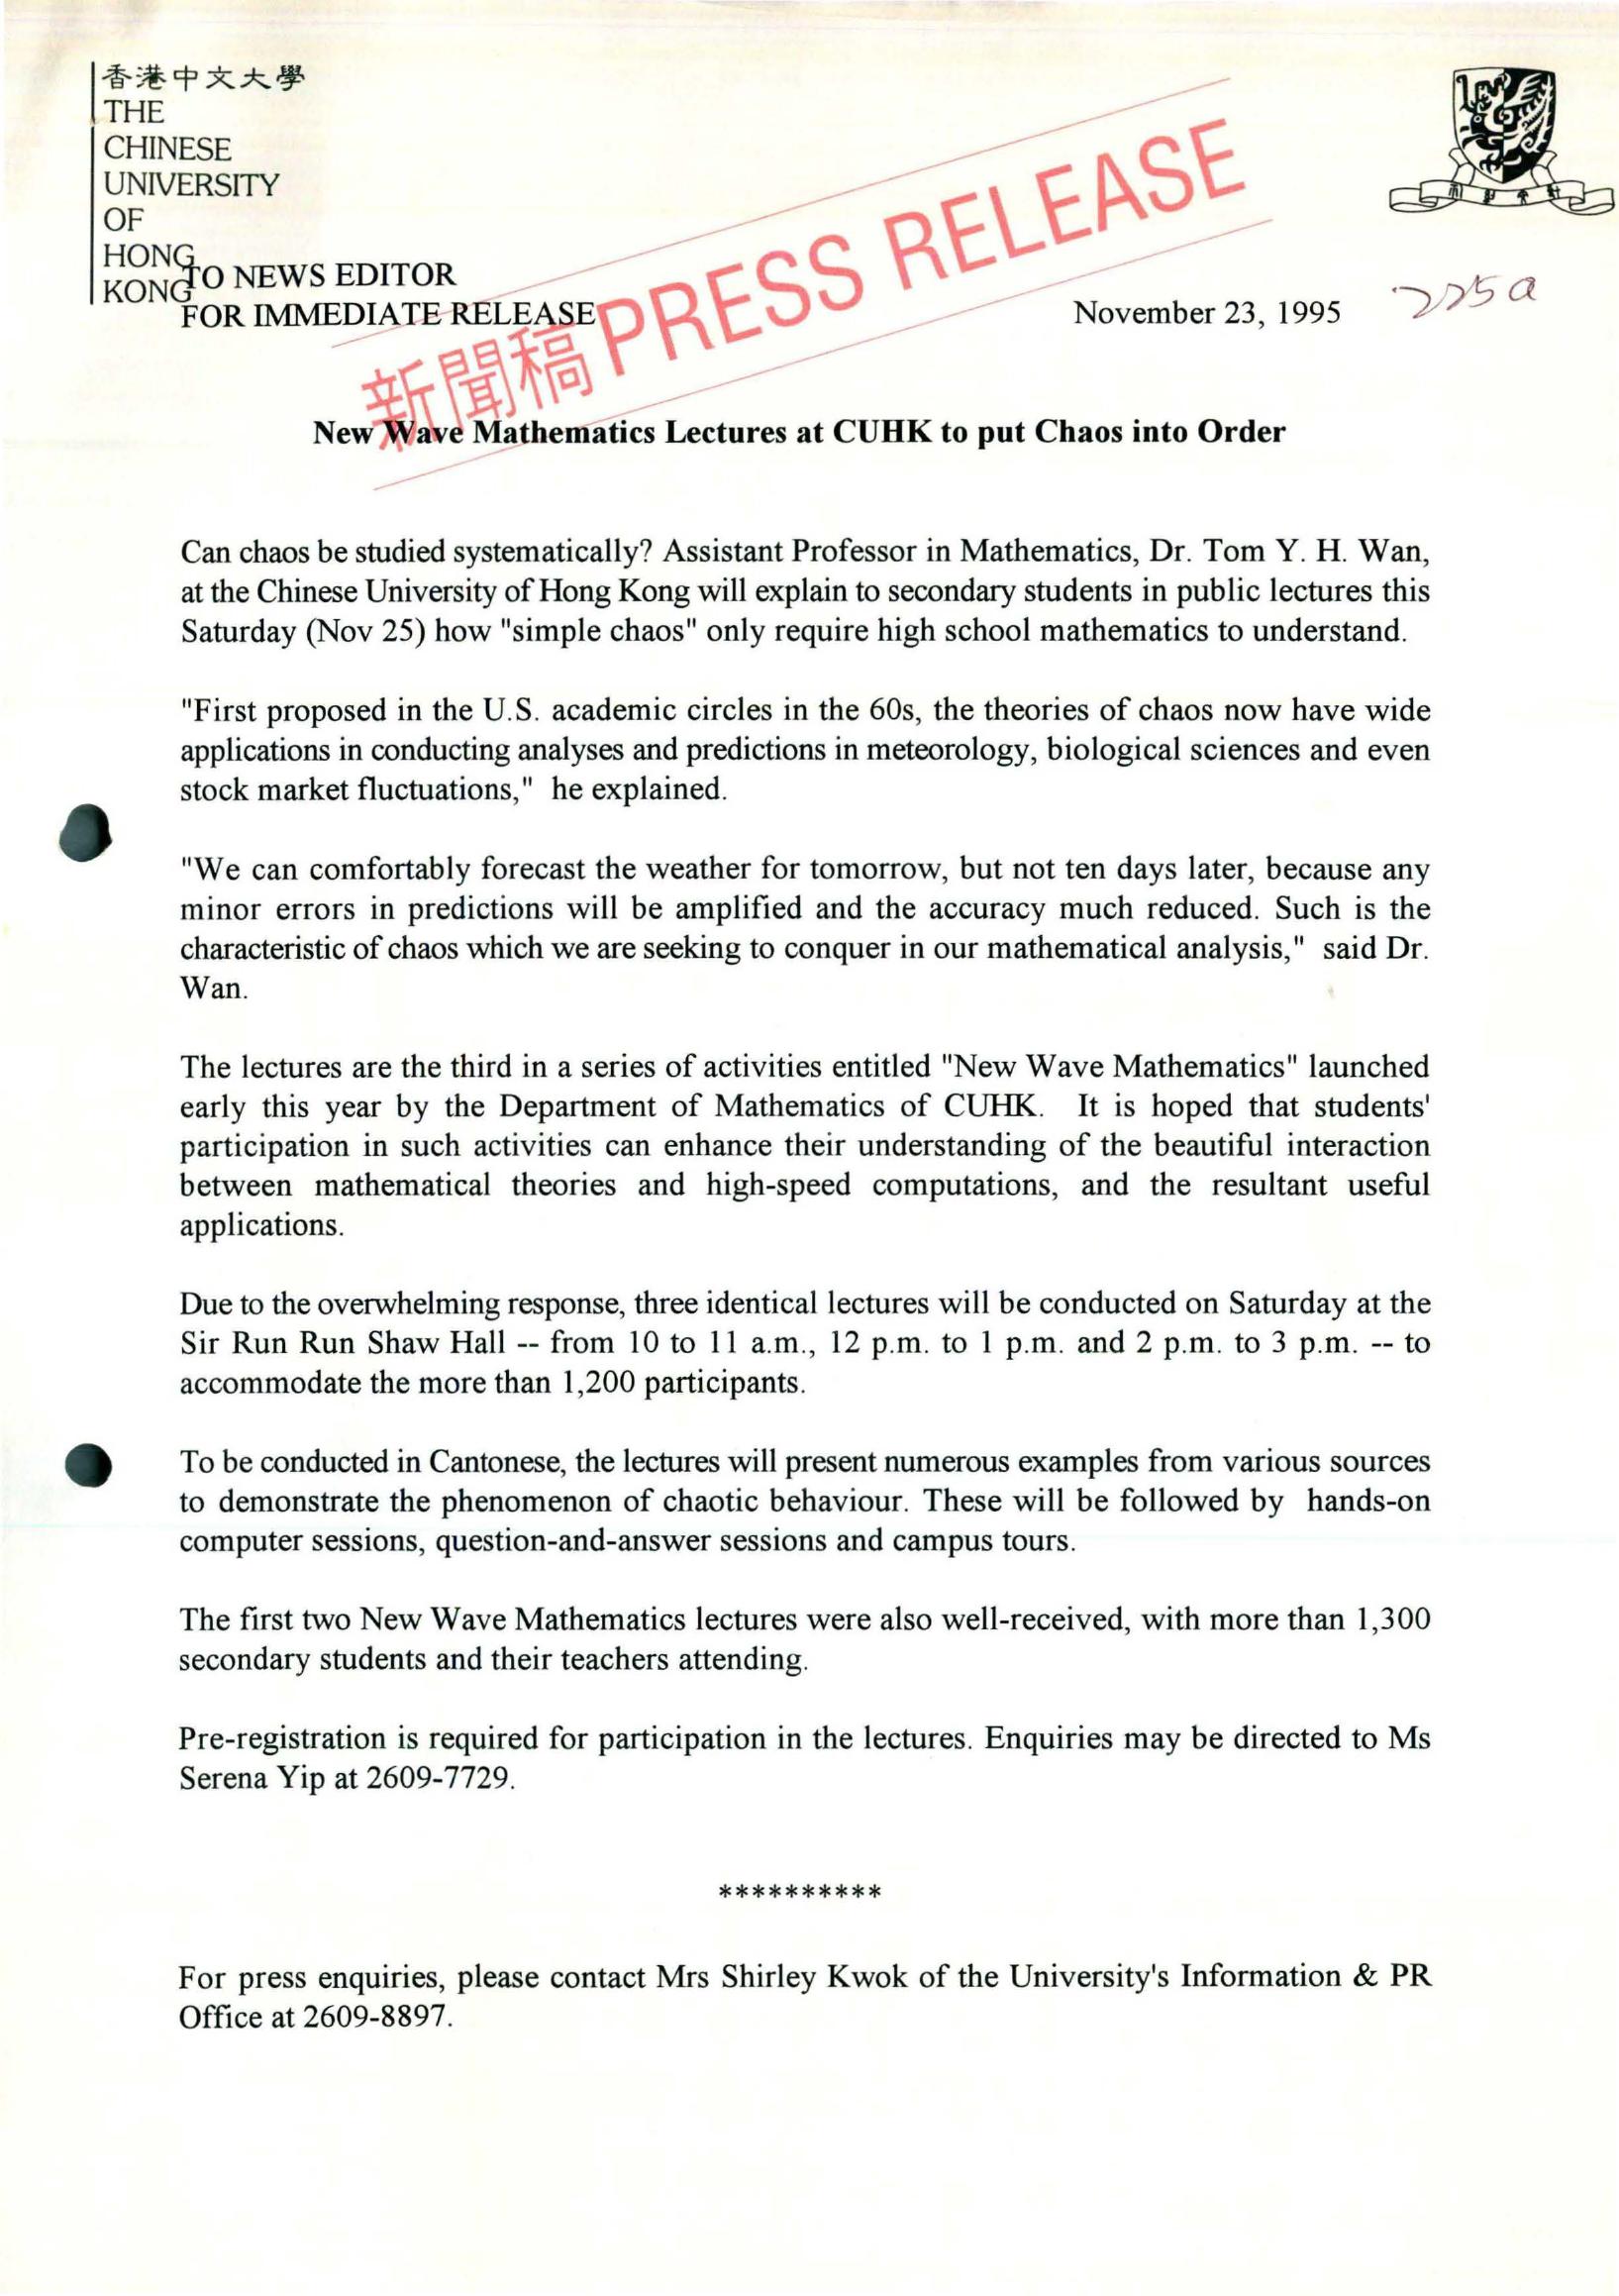 香港中文大學
THE
CHINESE
UNIVERSITY
OF
HONG
KONG
新聞稿 PRESS RELEASE
TO NEWS EDITOR
FOR IMMEDIATE RELEASE
November 23, 1995
225a
New Wave Mathematics Lectures at CUHK to put Chaos into Order
Can chaos be studied systematically? Assistant Professor in Mathematics, Dr. Tom Y. H. Wan,
at the Chinese University of Hong Kong will explain to secondary students in public lectures this
Saturday (Nov 25) how "simple chaos" only require high school mathematics to understand.
"First proposed in the U.S. academic circles in the 60s, the theories of chaos now have wide
applications in conducting analyses and predictions in meteorology, biological sciences and even
stock market fluctuations," he explained.
"We can comfortably forecast the weather for tomorrow, but not ten days later, because any
minor errors in predictions will be amplified and the accuracy much reduced. Such is the
characteristic of chaos which we are seeking to conquer in our mathematical analysis," said Dr.
Wan.
The lectures are the third in a series of activities entitled "New Wave Mathematics" launched
early this year by the Department of Mathematics of CUHK. It is hoped that students'
participation in such activities can enhance their understanding of the beautiful interaction
between mathematical theories and high-speed computations, and the resultant useful
applications.
Due to the overwhelming response, three identical lectures will be conducted on Saturday at the
Sir Run Run Shaw Hall -- from 10 to 11 a.m., 12 p.m. to 1 p.m. and 2 p.m. to 3 p.m. -- to
accommodate the more than 1,200 participants.
To be conducted in Cantonese, the lectures will present numerous examples from various sources
to demonstrate the phenomenon of chaotic behaviour. These will be followed by hands-on
computer sessions, question-and-answer sessions and campus tours.
The first two New Wave Mathematics lectures were also well-received, with more than 1,300
secondary students and their teachers attending.
Pre-registration is required for participation in the lectures. Enquiries may be directed to Ms
Serena Yip at 2609-7729.
**********
For press enquiries, please contact Mrs Shirley Kwok of the University's Information & PR
Office at 2609-8897.